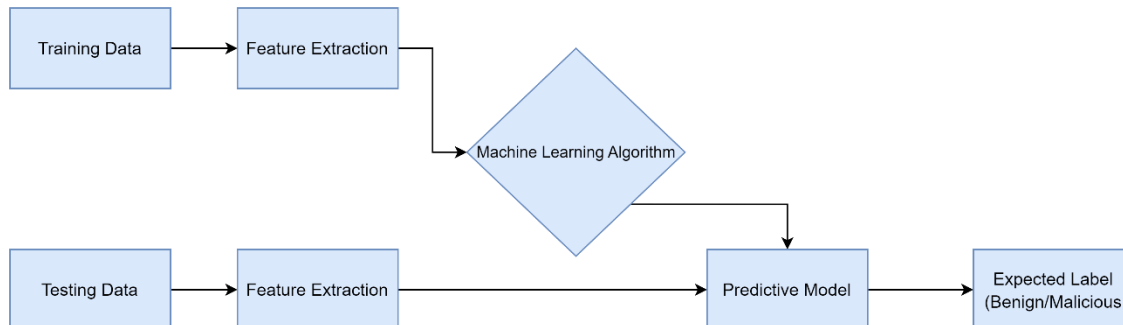 Training Data
Feature Extraction
Machine Learning Algorithm
Testing Data
Feature Extraction
Predictive Model
Expected Label
(Benign/Malicious